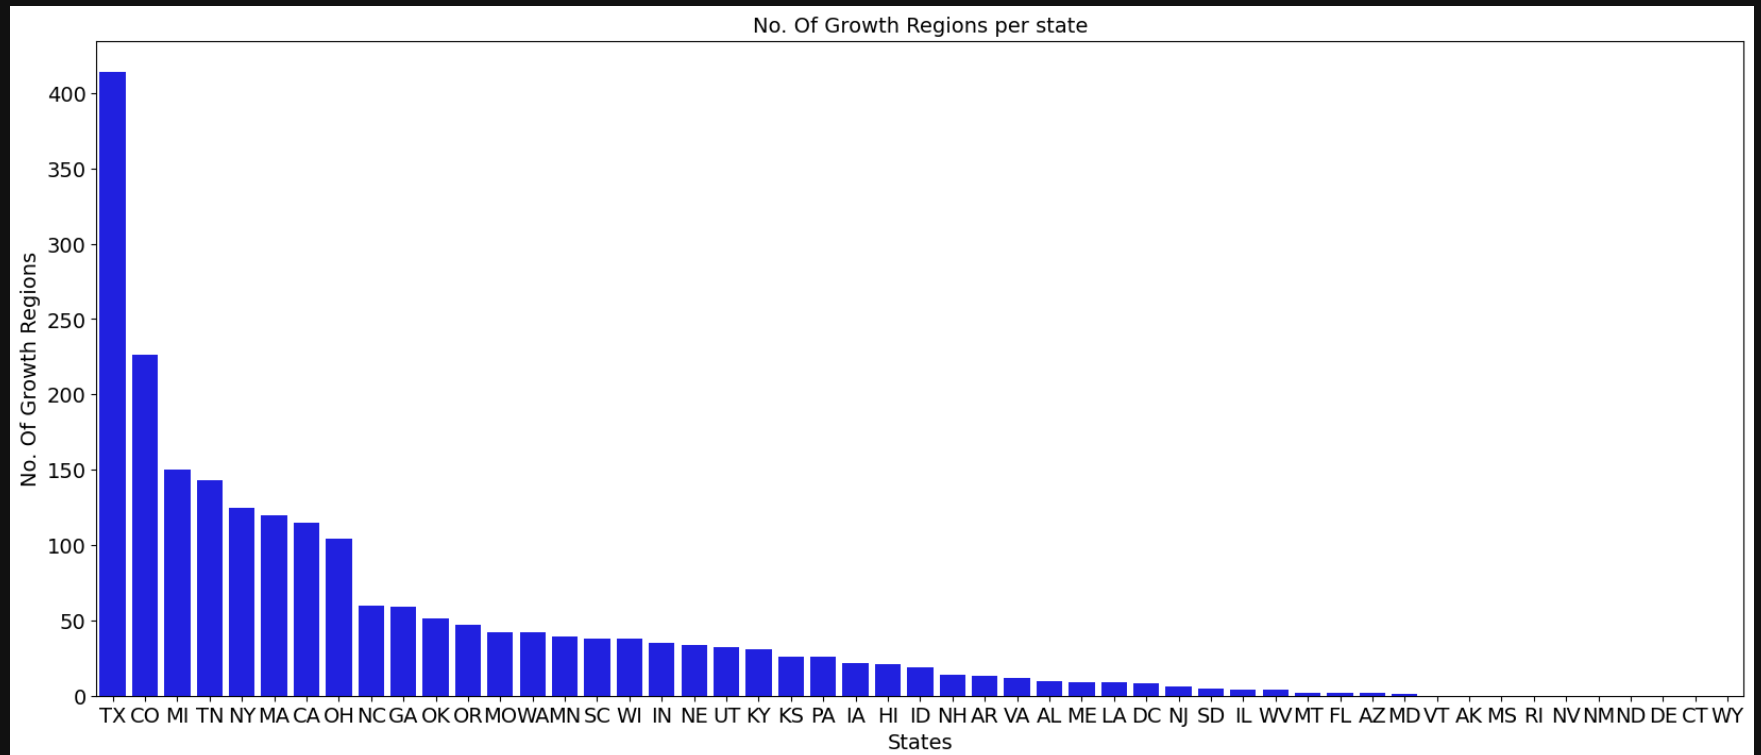 No. Of Growth Regions per state
No. Of Growth Regions
400
350
300
250
200
150
100
50
0
TX CO MI TN NY MA CA OH NC GA OK OR MO WA MN SC WI IN NE UT KY KS PA IA HI ID NH AR VA AL ME LA DC NJ SD IL WV MT FL AZ MD VT AK MS RI NV NM ND DE CT WY
States